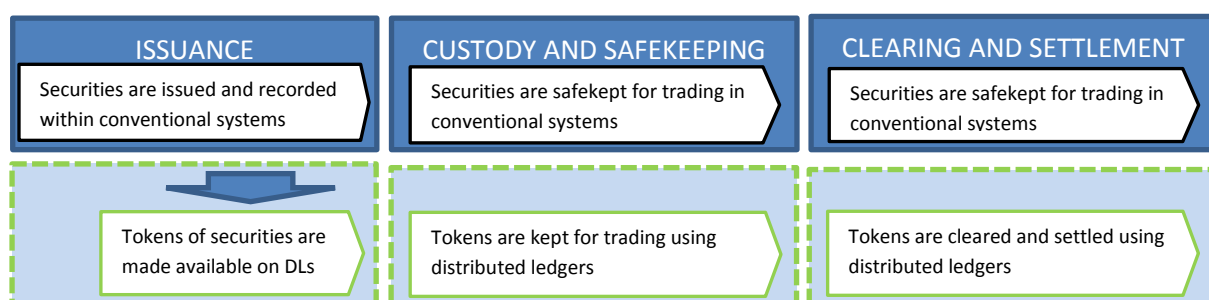 ISSUANCE
Securities are issued and recorded
within conventional systems
CUSTODY AND SAFEKEEPING
Securities are safekept for trading in
conventional systems
CLEARING AND SETTLEMENT
Securities are safekept for trading in
conventional systems
Tokens of securities are
made available on DLs
Tokens are kept for trading using
distributed ledgers
Tokens are cleared and settled using
distributed ledgers